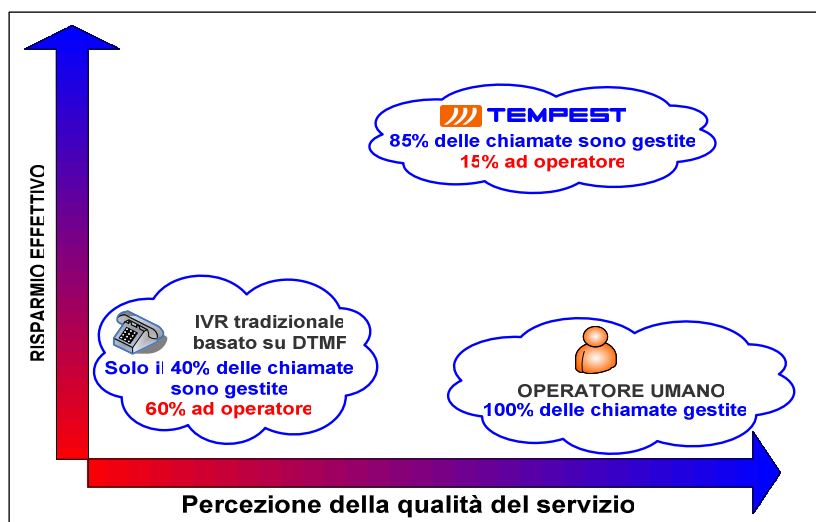 RISPARMIO EFFETTIVO
TEMPEST
85% delle chiamate sono gestite
15% ad operatore
IVR tradizionale
basato su DTMF
Solo il 40% delle chiamate
sono gestite
60% ad operatore
OPERATORE UMANO
100% delle chiamate gestite
Percezione della qualità del servizio